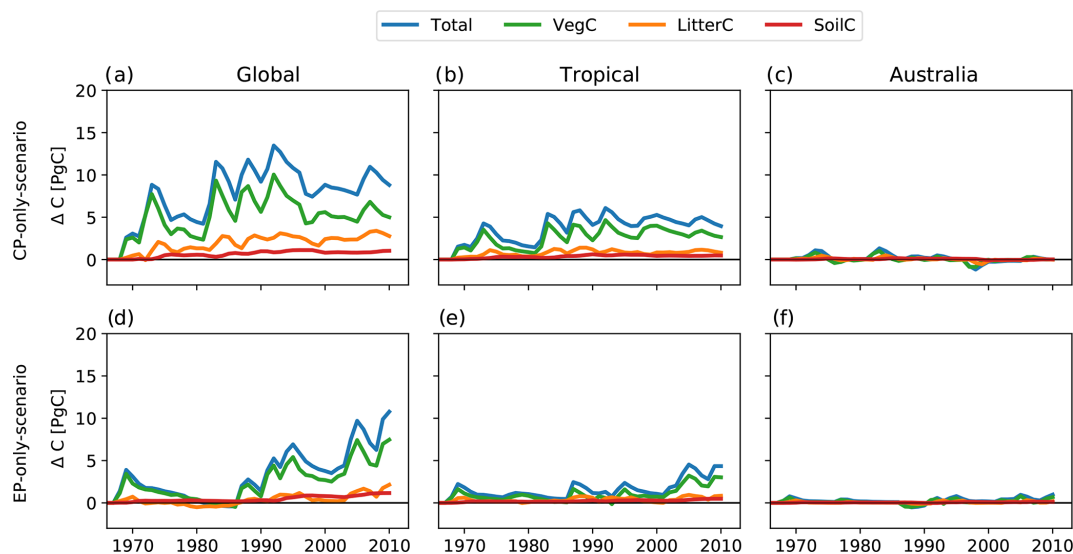 Total VegC LitterC SoilC
(a) Global (b) Tropical (c) Australia
CP-only-scenario
Δ C [PgC]
20
15
10
5
0
(d) (e) (f)
EP-only-scenario
Δ C [PgC]
20
15
10
5
0
1970 1980 1990 2000 2010 1970 1980 1990 2000 2010 1970 1980 1990 2000 2010